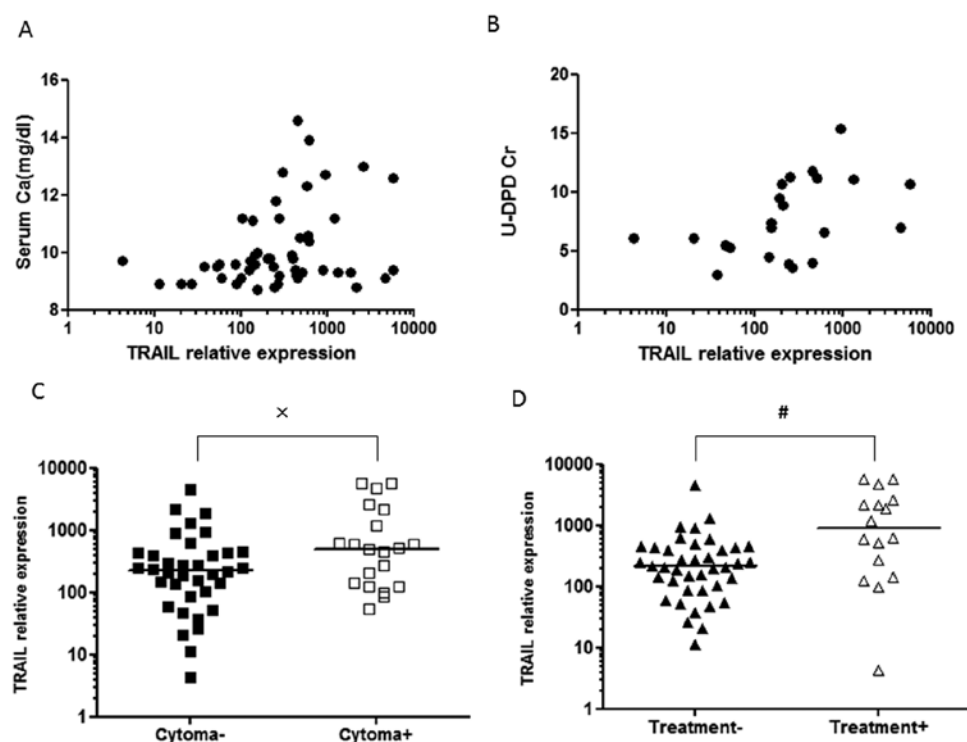 A
Serum Ca(mg/dl)
16
14
12
10
8
1 10 100 1000 10000
TRAIL relative expression
B
U-DPD Cr
20
15
10
5
0
1 10 100 1000 10000
TRAIL relative expression
C
×
TRAIL relative expression
10000
1000
100
10
1
Cytoma- Cytoma+
D
#
TRAIL relative expression
10000
1000
100
10
1
Treatment- Treatment+